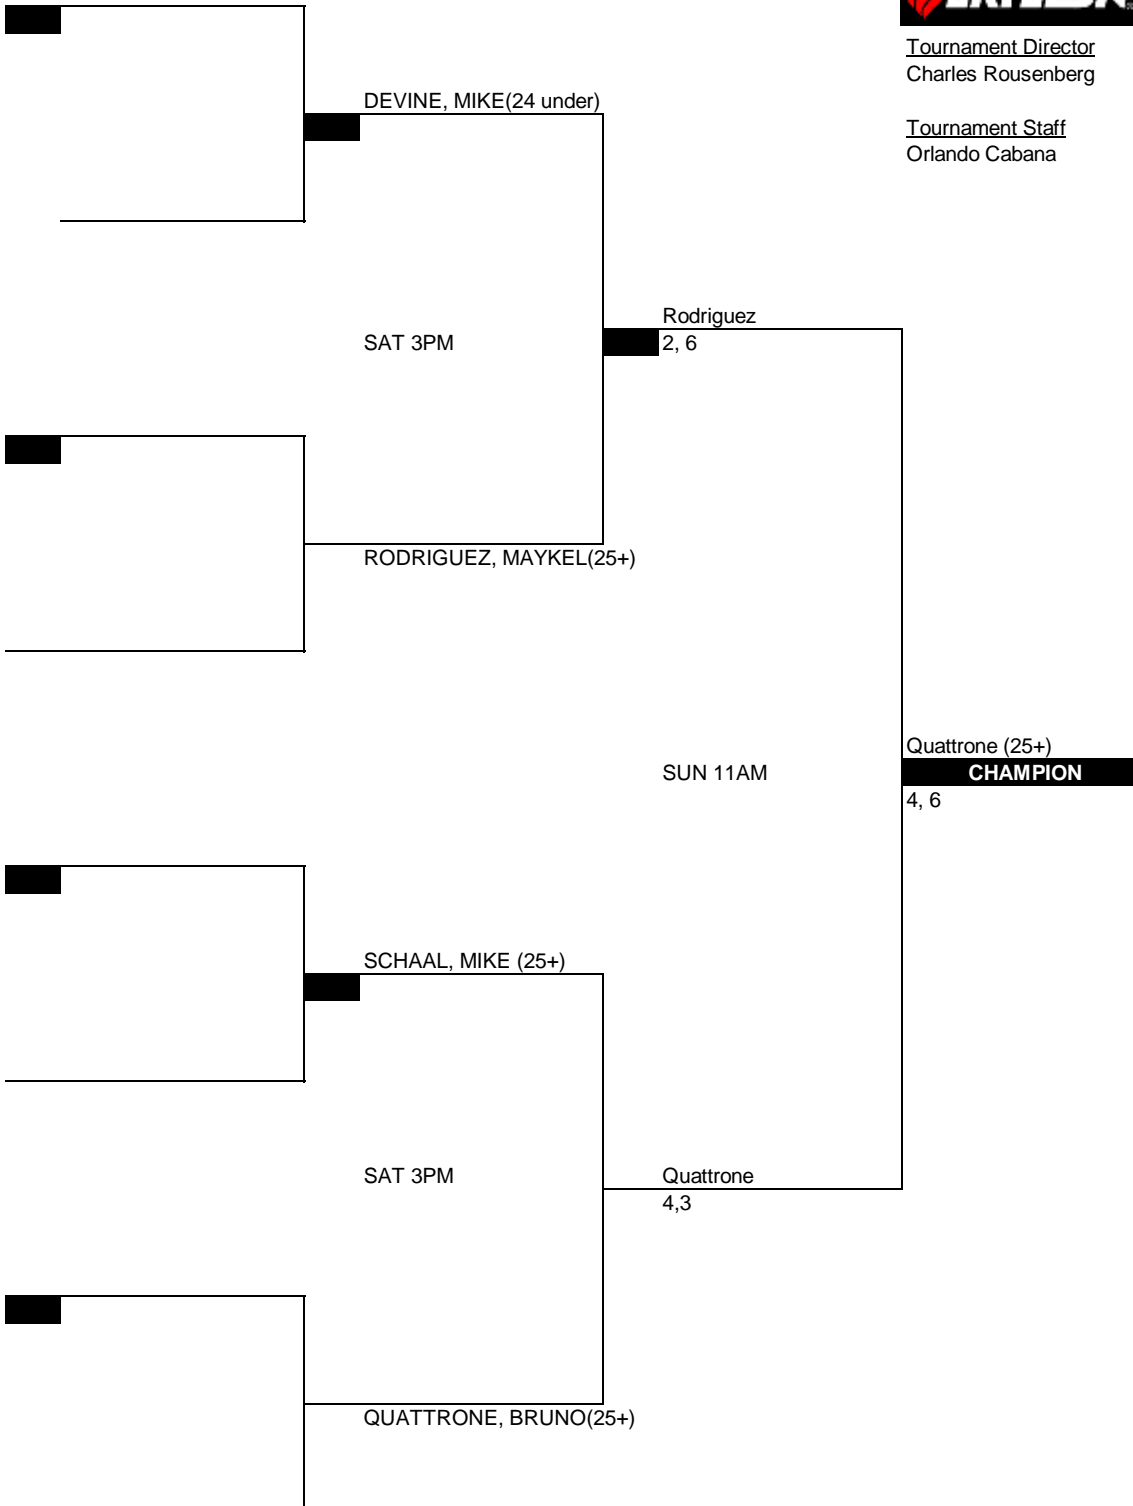 Tournament Director
Charles Rousenberg
DEVINE, MIKE(24 under)
Tournament Staff
Orlando Cabana
Rodriguez
SAT 3PM
2, 6
RODRIGUEZ, MAYKEL(25+)
Quattrone (25+)
SUN 11AM
CHAMPION
4, 6
SCHAAL, MIKE (25+)
SAT 3PM
Quattrone
4,3
QUATTRONE, BRUNO(25+)